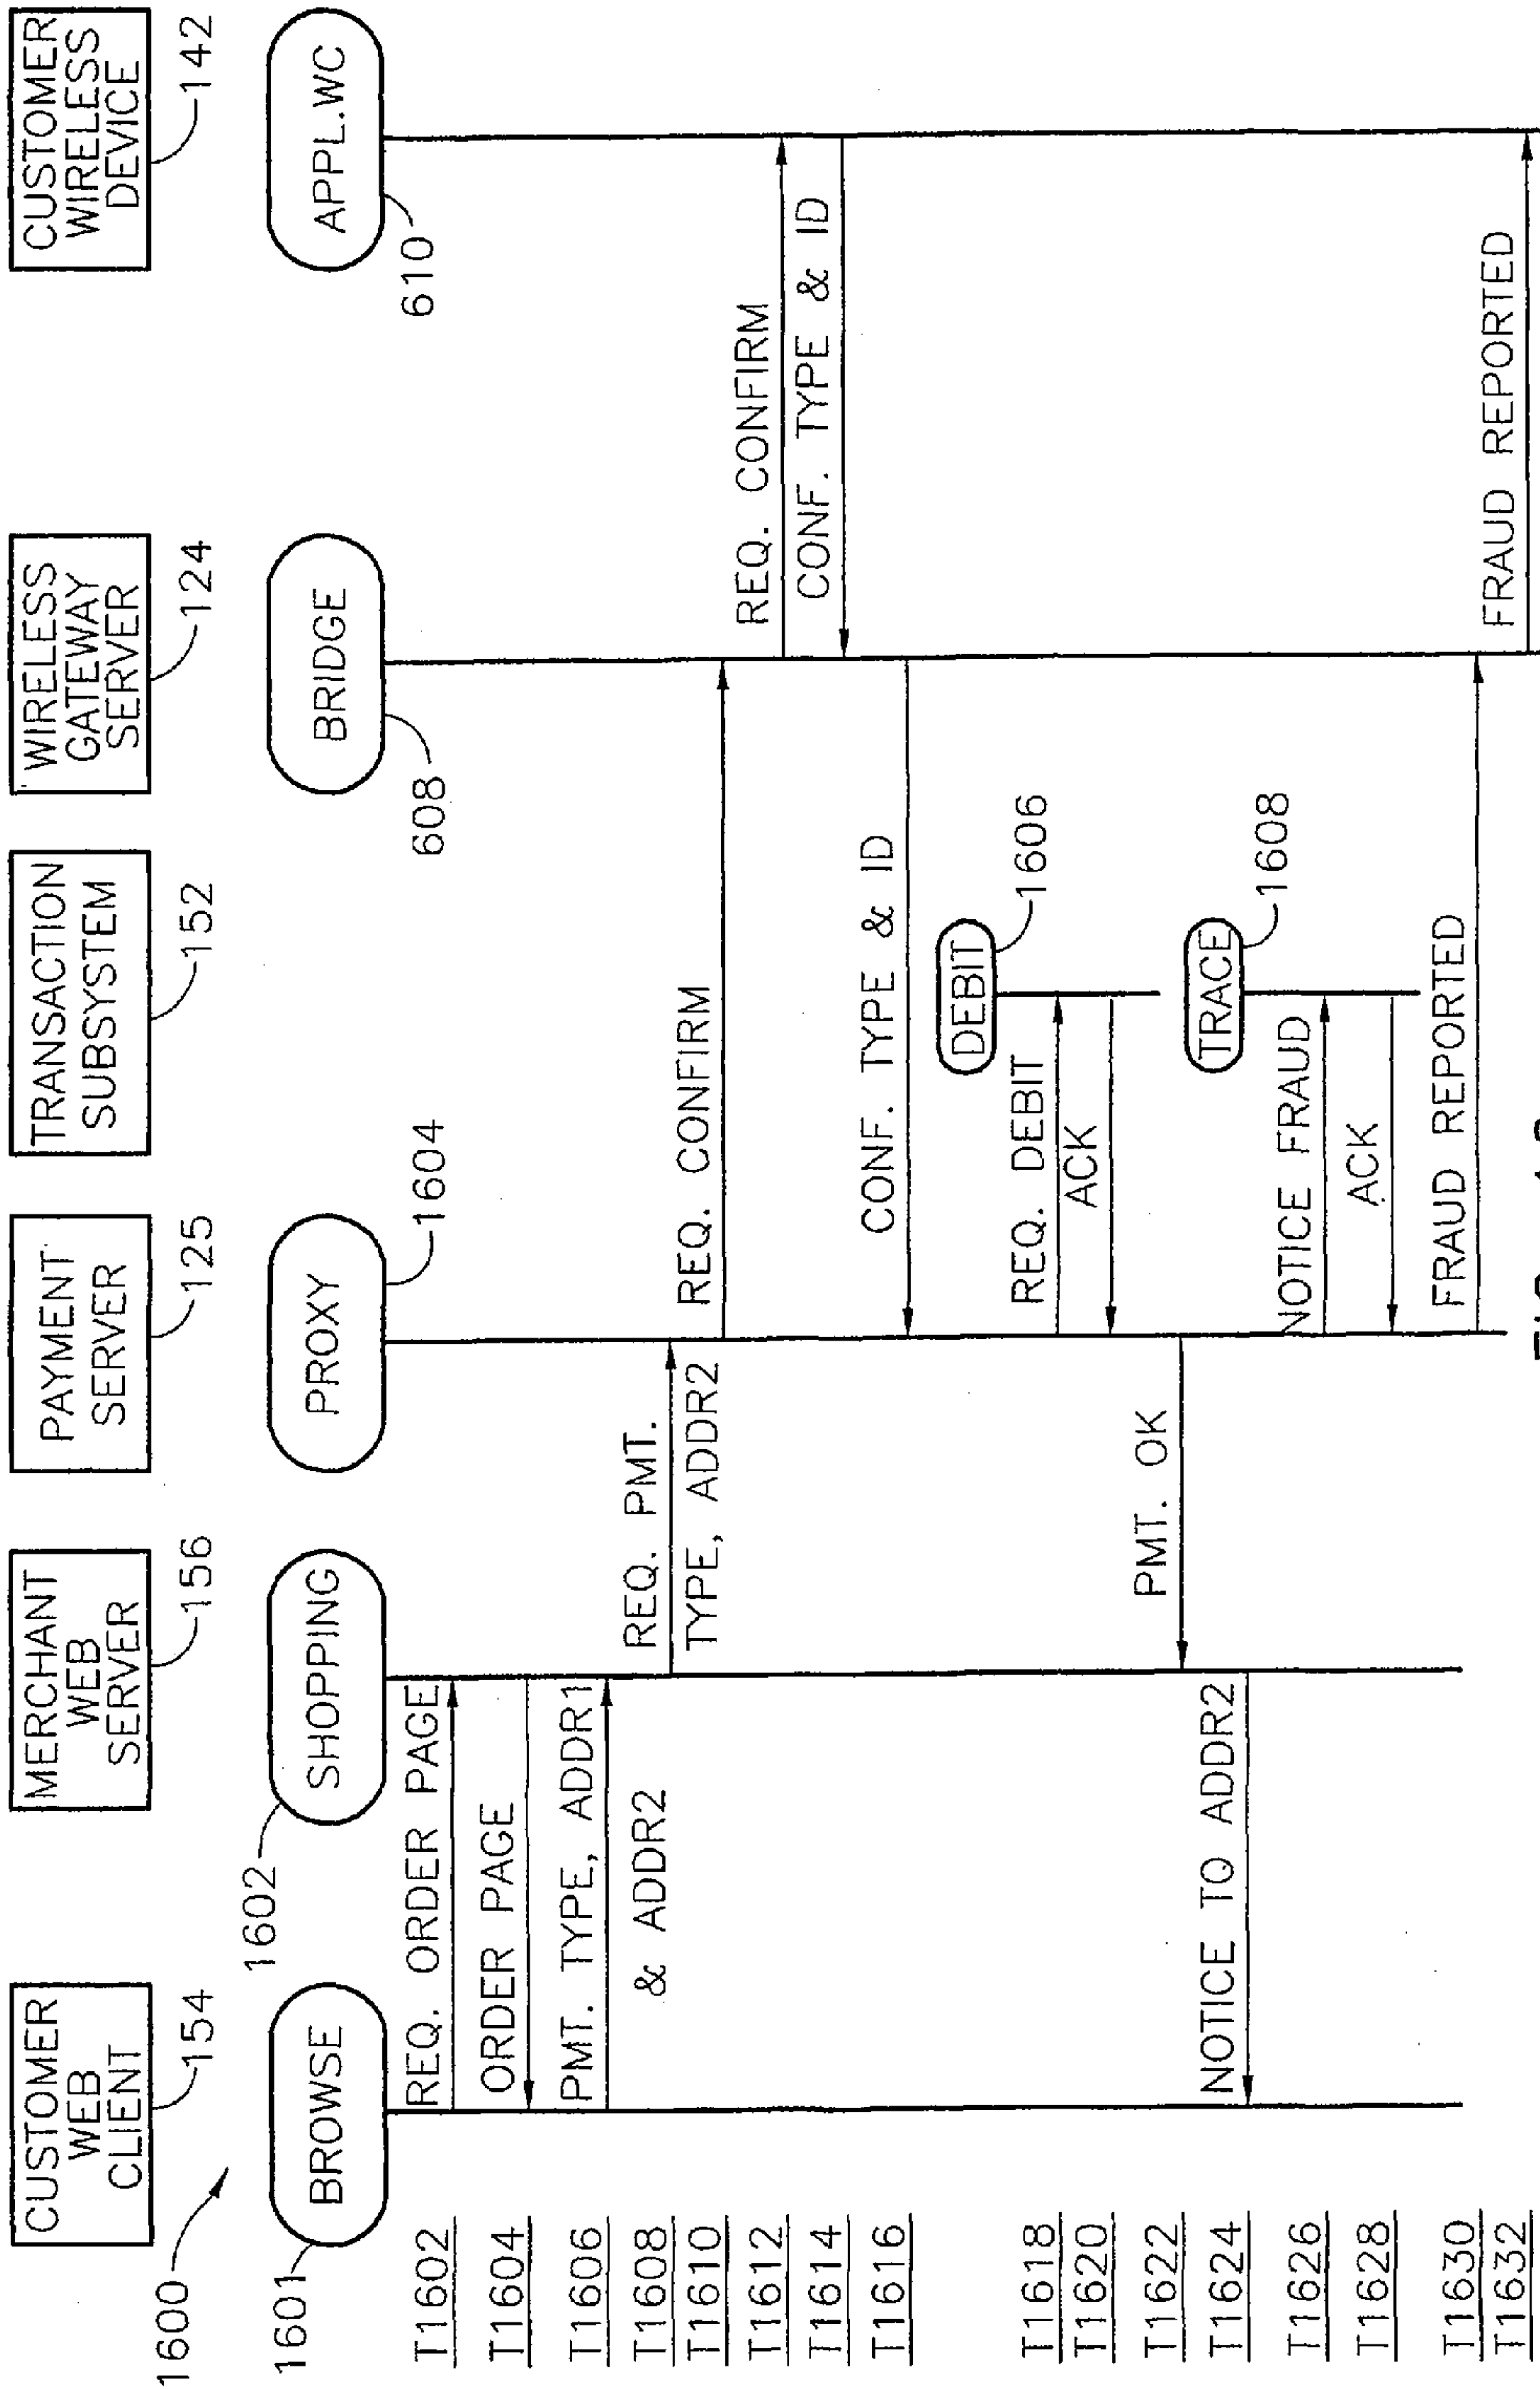 CUSTOMER
WEB
CLIENT
154
MERCHANT
WEB
SERVER
156
PAYMENT
SERVER
125
TRANSACTION
SUBSYSTEM
152
WIRELESS
GATEWAY
SERVER
124
CUSTOMER
WIRELESS
DEVICE
142
1600
1601
BROWSE
1602
SHOPPING
PROXY
1604
BRIDGE
608
APPL.WC
610
T1602
REQ. ORDER PAGE
T1604
ORDER PAGE
T1606
PMT. TYPE, ADDR1
& ADDR2
T1608
REQ. PMT.
TYPE, ADDR2
T1610
REQ. CONFIRM
T1612
REQ. CONFIRM
T1614
CONF. TYPE & ID
T1616
CONF. TYPE & ID
DEBIT
1606
T1618
REQ. DEBIT
T1620
ACK
T1622
PMT. OK
T1624
NOTICE TO ADDR2
TRACE
1608
T1626
NOTICE FRAUD
T1628
ACK
T1630
FRAUD REPORTED
T1632
FRAUD REPORTED